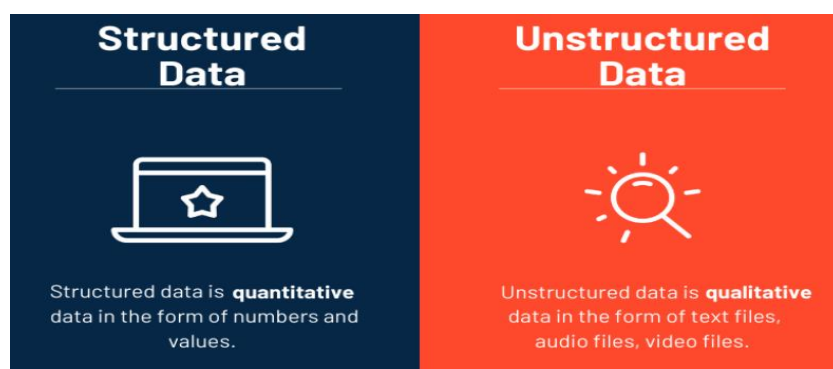 Structured
Data
Structured data is quantitative
data in the form of numbers and
values.
Unstructured
Data
Unstructured data is qualitative
data in the form of text files,
audio files, video files.